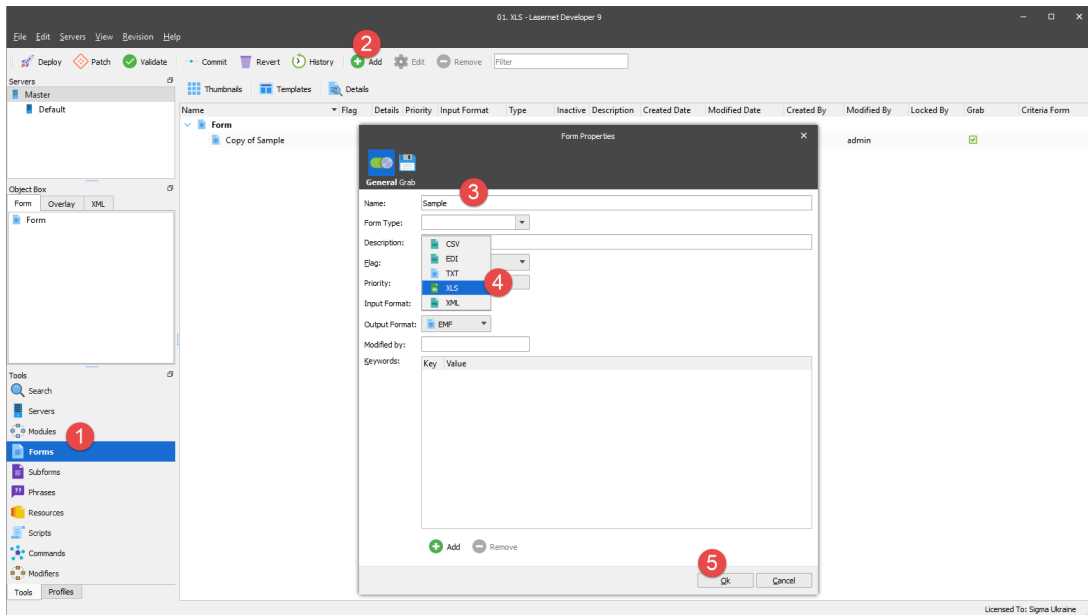 01. XLS - Lasernet Developer 9
File Edit Servers View Revision Help
2
Deploy Patch Validate Commit Revert History Add Edit Remove Filter
Servers
Master
Default
Thumbnails Templates Details
Name Flag Details Priority Input Format Type Inactive Description Created Date Modified Date Created By Modified By Locked By Grab Criteria Form
Form
Copy of Sample admin
Form Properties
General Grab
3
Name: Sample
Form Type:
Description:
Flag:
Priority:
Input Format:
CSV
EDI
TXT
XLS
4
XML
Output Format: EMF
Modified by:
Keywords:
Key Value
Add Remove
5
Ok Cancel
Object Box
Form Overlay XML
Form
Tools
Search
Servers
Modules
1
Forms
Subforms
Phrases
Resources
Scripts
Commands
Modifiers
Tools Profiles
Licensed To: Sigma Ukraine